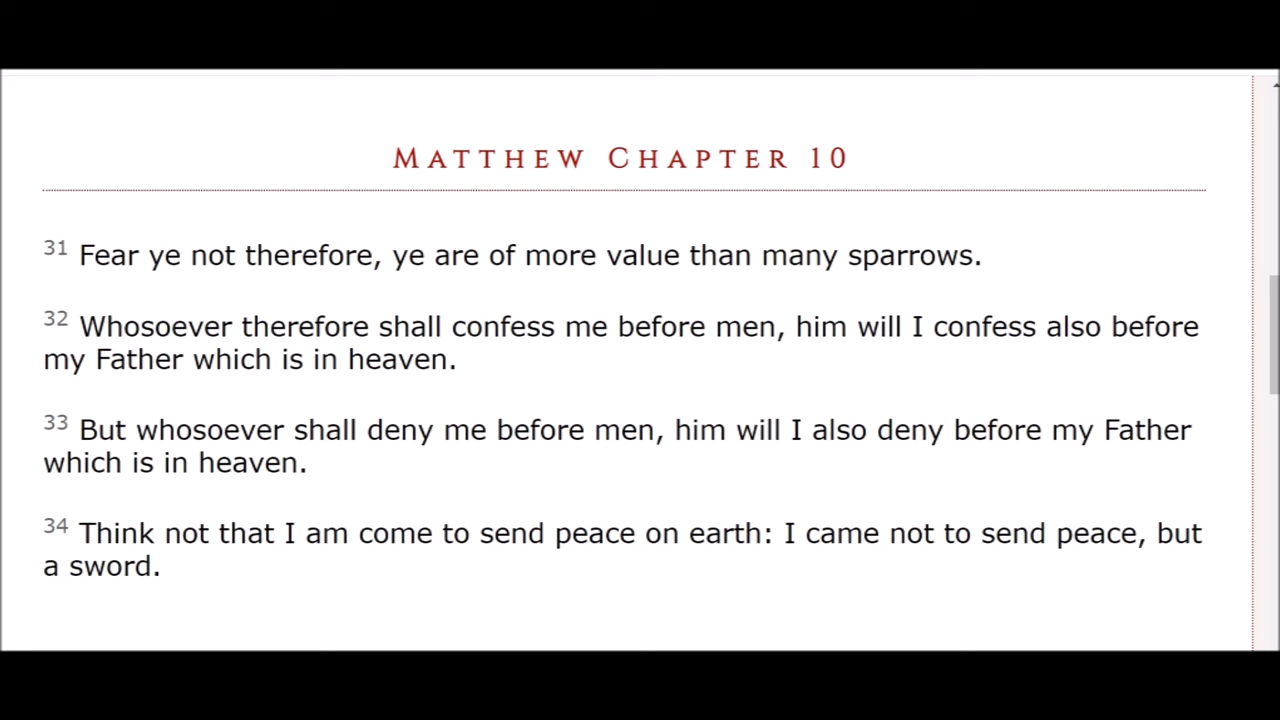 MATTHEW CHAPTER 10
31 Fear ye not therefore, ye are of more value than many sparrows.
32 Whosoever therefore shall confess me before men, him will I confess also before
my Father which is in heaven.
33 But whosoever shall deny me before men, him will I also deny before my Father
which is in heaven.
34 Think not that I am come to send peace on earth: I came not to send peace, but
a sword.